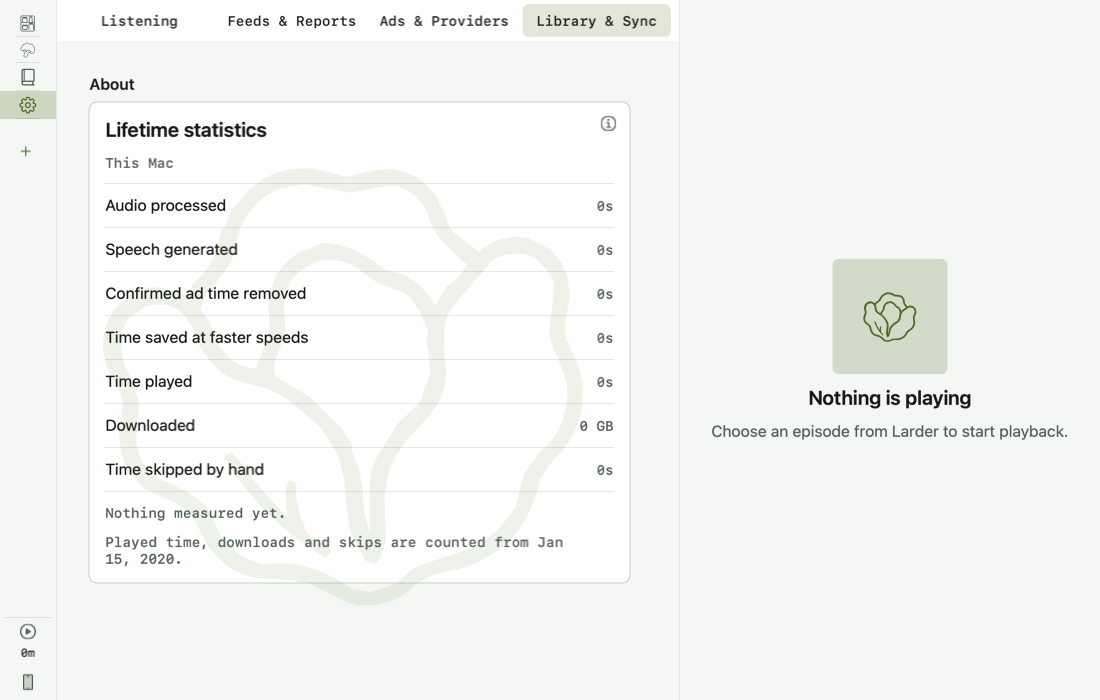 Listening
Feeds & Reports
Ads & Providers
Library & Sync
About
Lifetime statistics
This Mac
Audio processed 0s
Speech generated 0s
Confirmed ad time removed 0s
Time saved at faster speeds 0s
Time played 0s
Downloaded 0 GB
Time skipped by hand 0s
Nothing measured yet.
Played time, downloads and skips are counted from Jan
15, 2020.
0m
Nothing is playing
Choose an episode from Larder to start playback.